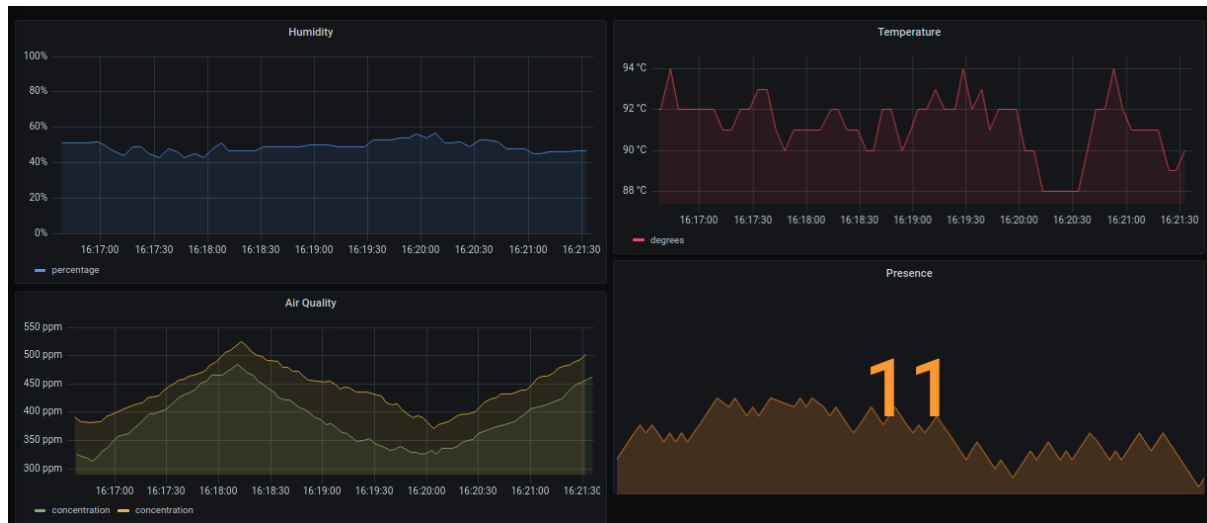 Humidity
100%
80%
60%
40%
20%
0%
16:17:00 16:17:30 16:18:00 16:18:30 16:19:00 16:19:30 16:20:00 16:20:30 16:21:00 16:21:30
percentage
Temperature
94 °C
92 °C
90 °C
88 °C
16:17:00 16:17:30 16:18:00 16:18:30 16:19:00 16:19:30 16:20:00 16:20:30 16:21:00 16:21:30
degrees
Air Quality
550 ppm
500 ppm
450 ppm
400 ppm
350 ppm
300 ppm
16:17:00 16:17:30 16:18:00 16:18:30 16:19:00 16:19:30 16:20:00 16:20:30 16:21:00 16:21:30
concentration concentration
Presence
11